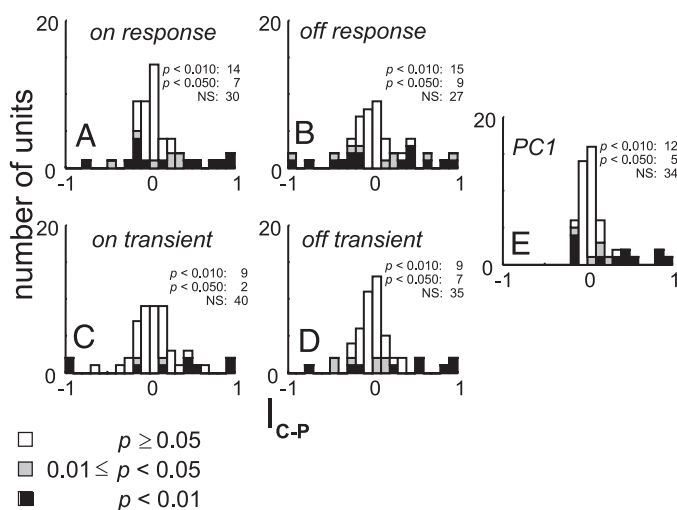 20
on response
p < 0.010: 14
p < 0.050: 7
NS: 30
A
0
-1 0 1
20
off response
p < 0.010: 15
p < 0.050: 9
NS: 27
B
0
-1 0 1
20
on transient
p < 0.010: 9
p < 0.050: 2
NS: 40
C
0
-1 0 1
20
off transient
p < 0.010: 9
p < 0.050: 7
NS: 35
D
0
-1 0 1
20
PC1
p < 0.010: 12
p < 0.050: 5
NS: 34
E
0
-1 0 1
number of units
I C-P
p ≥ 0.05
0.01 ≤ p < 0.05
p < 0.01